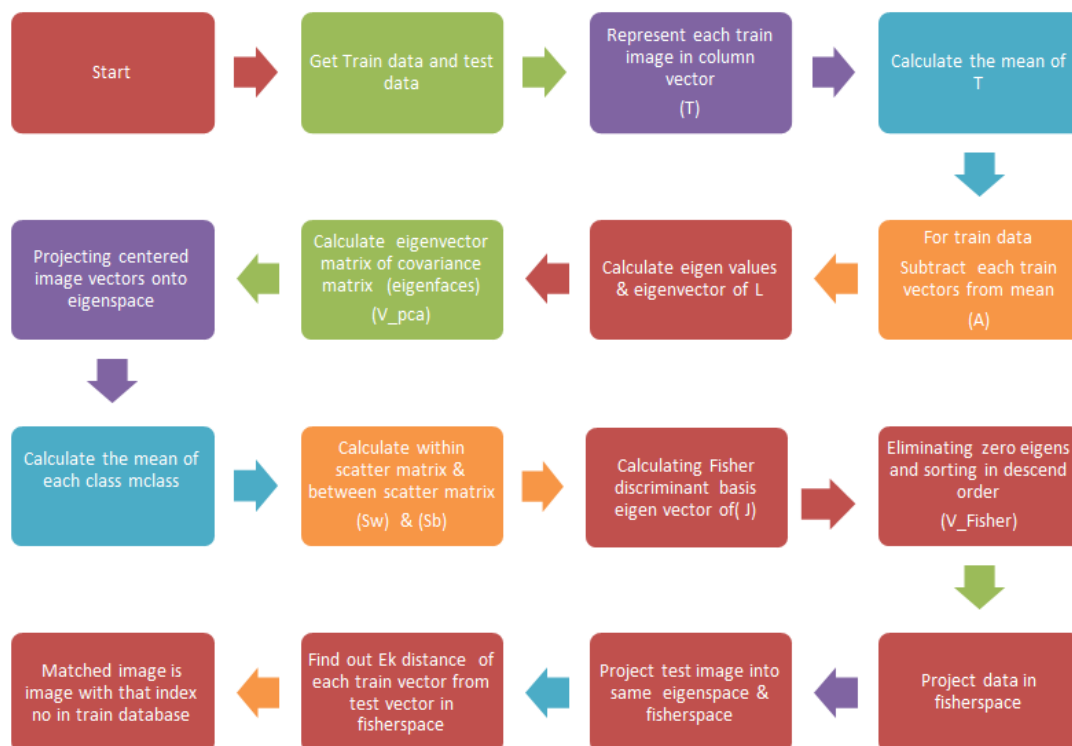 Start
Get Train data and test
data
Represent each train
image in column
vector
(T)
Calculate the mean of
T
For train data
Subtract each train
vectors from mean
(A)
Calculate eigen values
& eigenvector of L
Calculate eigenvector
matrix of covariance
matrix (eigenfaces)
(V_pca)
Projecting centered
image vectors onto
eigenspace
Calculate the mean of
each class mclass
Calculate within
scatter matrix &
between scatter matrix
(Sw) & (Sb)
Calculating Fisher
discriminant basis
eigen vector of( J)
Eliminating zero eigens
and sorting in descend
order
(V_Fisher)
Project data in
fisherspace
Project test image into
same eigenspace &
fisherspace
Find out Ek distance of
each train vector from
test vector in
fisherspace
Matched image is
image with that index
no in train database